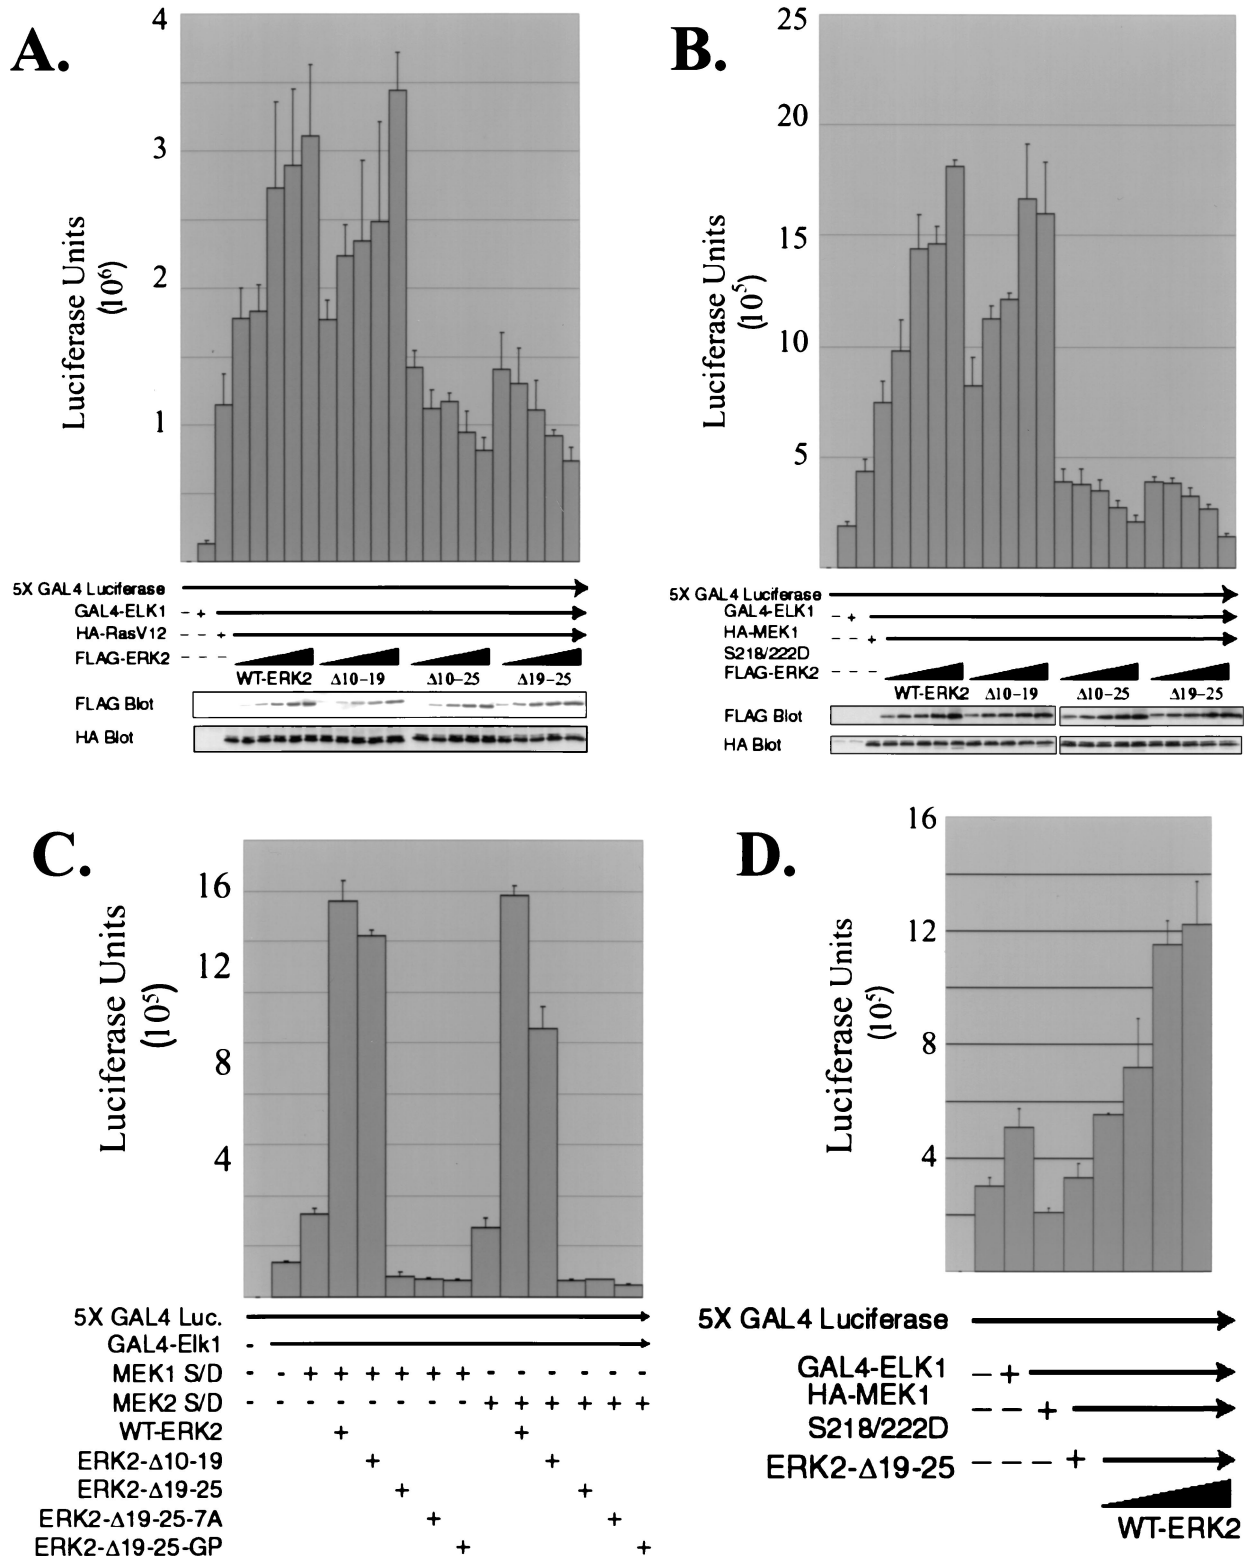 A.
4
3
2
1
Luciferase Units
(10⁶)
5X GAL4 Luciferase
GAL4-ELK1 - +
HA-RasV12 - - +
FLAG-ERK2 - - -
WT-ERK2 Δ10-19 Δ10-25 Δ19-25
FLAG Blot
HA Blot
B.
25
20
15
10
5
Luciferase Units
(10⁵)
5X GAL4 Luciferase
GAL4-ELK1 - +
HA-MEK1 - - +
S218/222D
FLAG-ERK2 - - -
WT-ERK2 Δ10-19 Δ10-25 Δ19-25
FLAG Blot
HA Blot
C.
16
12
8
4
Luciferase Units
(10⁵)
5X GAL4 Luc.
GAL4-Elk1 -
MEK1 S/D - - + + + + + + - - - - - -
MEK2 S/D - - - - - - - - + + + + + +
WT-ERK2 + +
ERK2-Δ10-19 + +
ERK2-Δ19-25 + +
ERK2-Δ19-25-7A + +
ERK2-Δ19-25-GP + +
D.
16
12
8
4
Luciferase Units
(10⁵)
5X GAL4 Luciferase
GAL4-ELK1 - +
HA-MEK1 - - +
S218/222D
ERK2-Δ19-25 - - - +
WT-ERK2